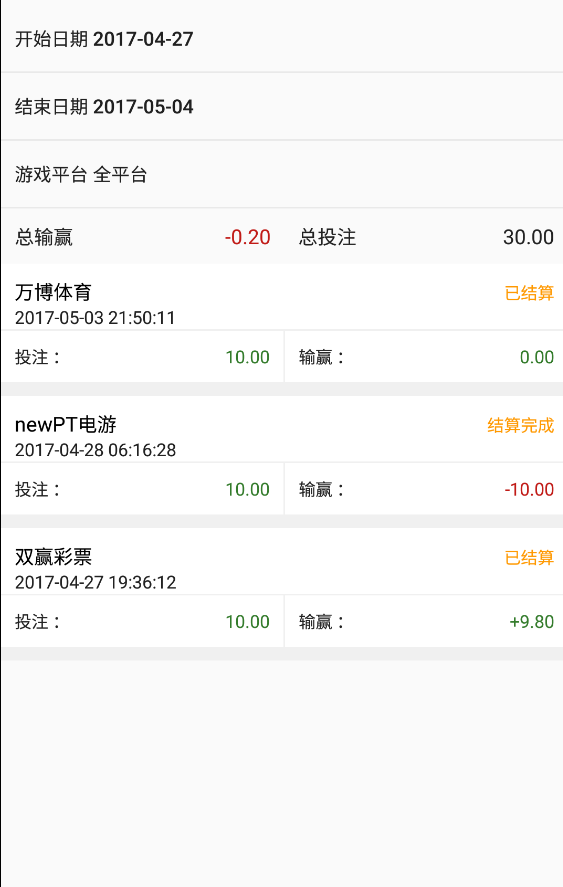 开始日期 2017-04-27
结束日期 2017-05-04
游戏平台 全平台
总输赢 -0.20 总投注 30.00
万博体育 已结算
2017-05-03 21:50:11
投注： 10.00 输赢： 0.00
newPT电游 结算完成
2017-04-28 06:16:28
投注： 10.00 输赢： -10.00
双赢彩票 已结算
2017-04-27 19:36:12
投注： 10.00 输赢： +9.80